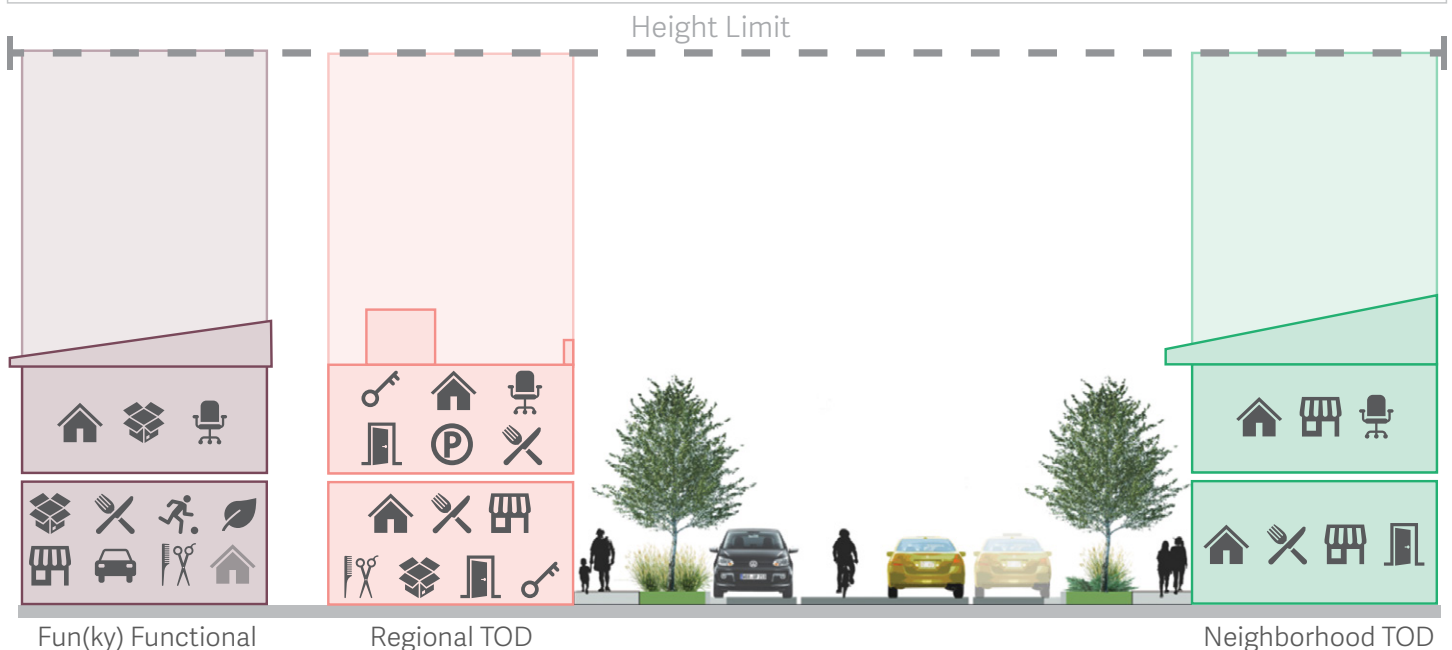 Height Limit
P
Fun(ky) Functional
Regional TOD
Neighborhood TOD